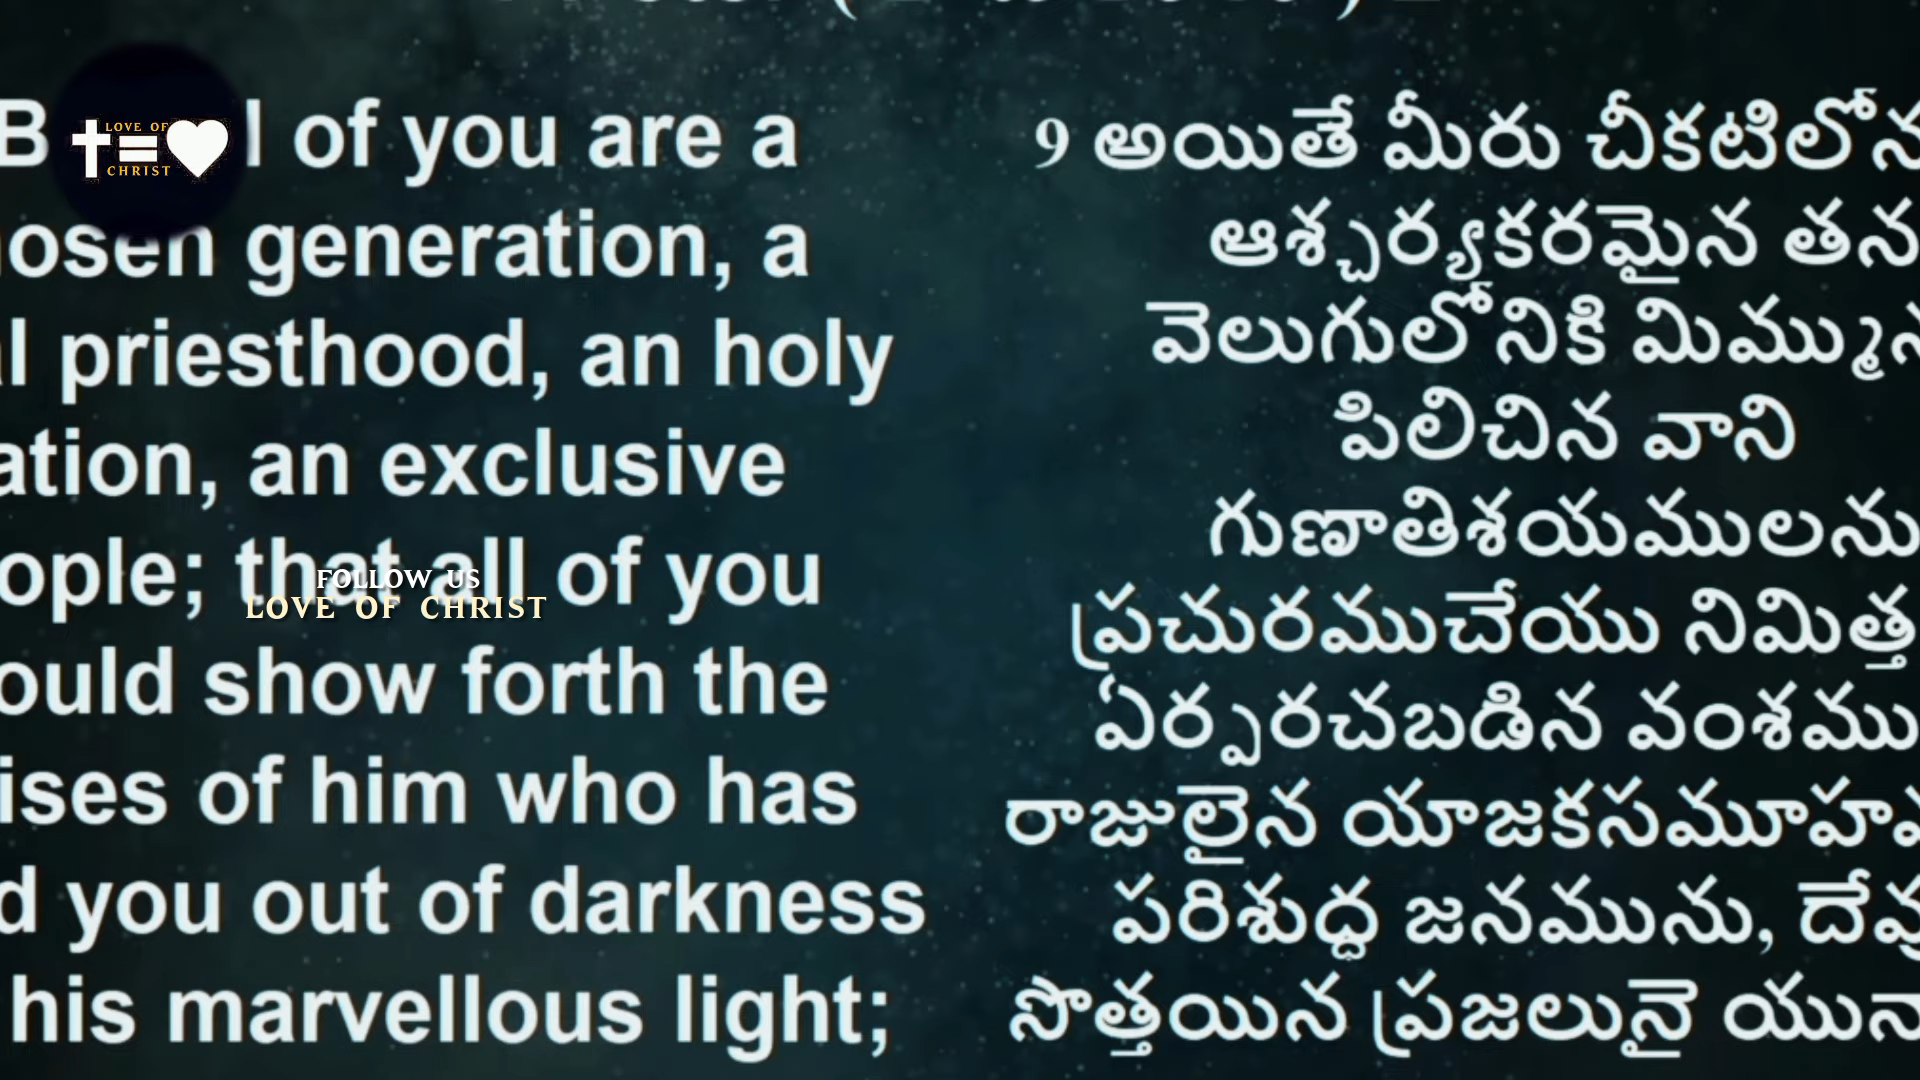 LOVE OF
CHRIST
B l of you are a
hosen generation, a
al priesthood, an holy
ation, an exclusive
ople; that all of you
FOLLOW US
LOVE OF CHRIST
ould show forth the
ises of him who has
d you out of darkness
his marvellous light;
9 అయితే మీరు చీకటిలోన
ఆశ్చర్యకరమైన తన
వెలుగులోనికి మిమ్మున
పిలిచిన వాని
గుణాతిశయములను
ప్రచురముచేయు నిమిత్త
ఏర్పరచబడిన వంశము
రాజులైన యాజకసమూహమ
పరిశుద్ధ జనమును, దేవు
సొత్తయిన ప్రజలునై యున్